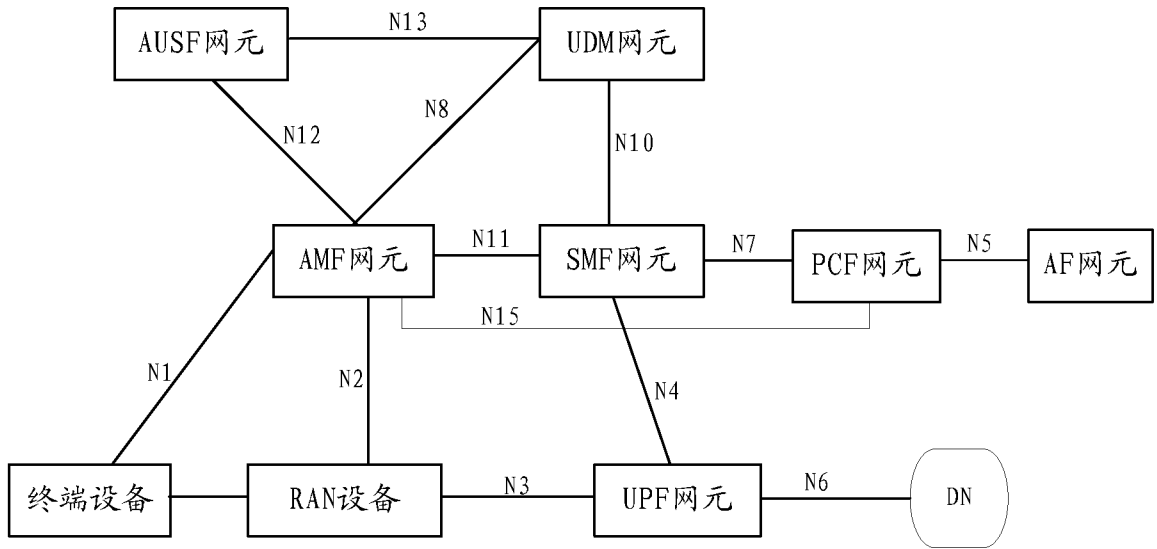 N13
AUSF网元
UDM网元
N8
N12
N10
N11
N7
N5
AMF网元
SMF网元
PCF网元
AF网元
N15
N1
N2
N4
N3
N6
终端设备
RAN设备
UPF网元
DN